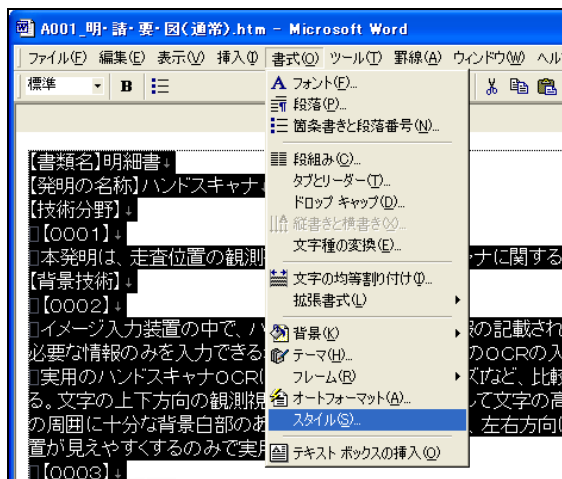 A001_明・請・要・図(通常).htm - Microsoft Word
ファイル(F) 編集(E) 表示(V) 挿入(I) 書式(O) ツール(T) 罫線(A) ウィンドウ(W) ヘル
標準 B
フォント(F)...
段落(P)...
箇条書きと段落番号(N)...
段組み(C)...
タブとリーダー(T)...
ドロップ キャップ(D)...
縦書きと横書き(X)...
文字種の変換(E)...
文字の均等割り付け(I)...
拡張書式(L)
背景(K)
テーマ(H)...
フレーム(R)
オートフォーマット(A)...
スタイル(S)...
テキスト ボックスの挿入(O)
【書類名】明細書↓
【発明の名称】ハンドスキャナ
【技術分野】↓
【0001】↓
本発明は、走査位置の観測 ャナに関する
【背景技術】↓
【0002】↓
イメージ入力装置の中で、ハ 報の記載され
必要な情報のみを入力できる のOCRの入
実用のハンドスキャナOCR( ズ)など、比較
る。文字の上下方向の観測視 して文字の高
の周囲に十分な背景白部のあ 、左右方向
置が見えやすくするのみで実用
【0003】↓